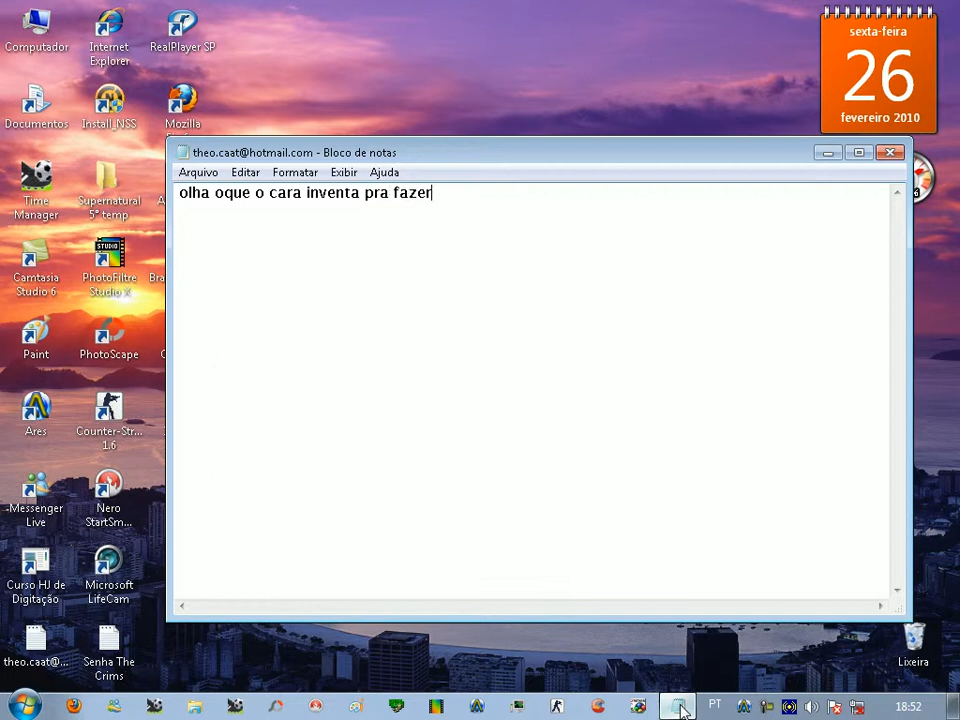 Computador
Internet
Explorer
RealPlayer SP
Documentos
Install_NSS
Mozilla
Time
Manager
Supernatural
5° temp
Camtasia
Studio 6
STUDIO
PhotoFiltre
Studio X
Paint
PhotoScape
Ares
Counter-Str...
1.6
Messenger
Live
Nero
StartSm...
Curso HJ de
Digitação
Microsoft
LifeCam
theo.caat@...
Senha The
Crims
sexta-feira
26
fevereiro 2010
theo.caat@hotmail.com - Bloco de notas
Arquivo Editar Formatar Exibir Ajuda
olha oque o cara inventa pra fazer
Lixeira
PT
18:52